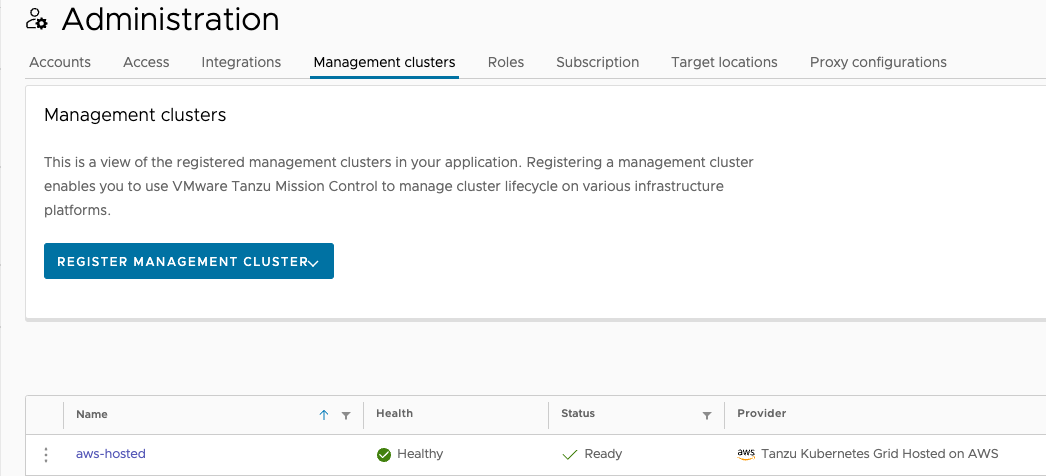 Administration
Accounts Access Integrations Management clusters Roles Subscription Target locations Proxy configurations
Management clusters
This is a view of the registered management clusters in your application. Registering a management cluster
enables you to use VMware Tanzu Mission Control to manage cluster lifecycle on various infrastructure
platforms.
REGISTER MANAGEMENT CLUSTER
Name Health Status Provider
aws-hosted Healthy Ready aws Tanzu Kubernetes Grid Hosted on AWS